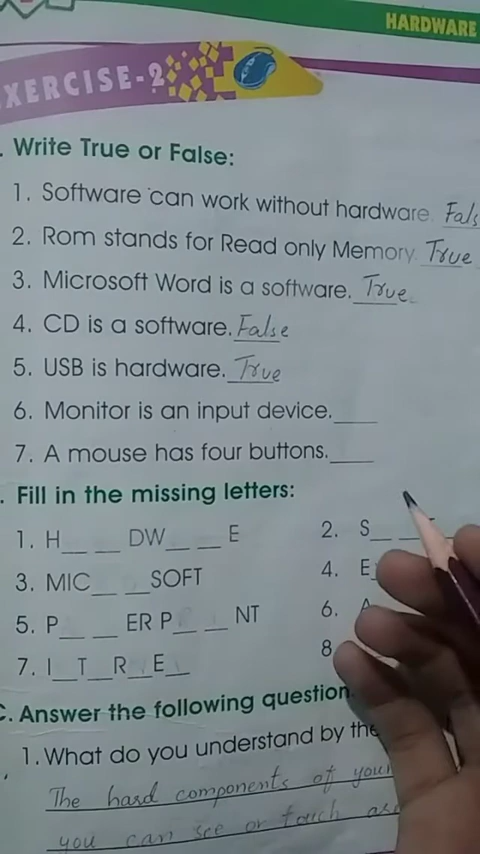 HARDWARE
XERCISE-2
. Write True or False:
1. Software can work without hardware. Fals
2. Rom stands for Read only Memory. True
3. Microsoft Word is a software. True
4. CD is a software. False
5. USB is hardware. True
6. Monitor is an input device.____
7. A mouse has four buttons.____
. Fill in the missing letters:
1. H__ __ DW__ __ E 2. S__ __
3. MIC__ __SOFT 4. E
5. P__ __ ER P__ __ NT 6. A
7. I__T__R__E__ 8
C. Answer the following question
1. What do you understand by the
The hard components of your
you can see or touch